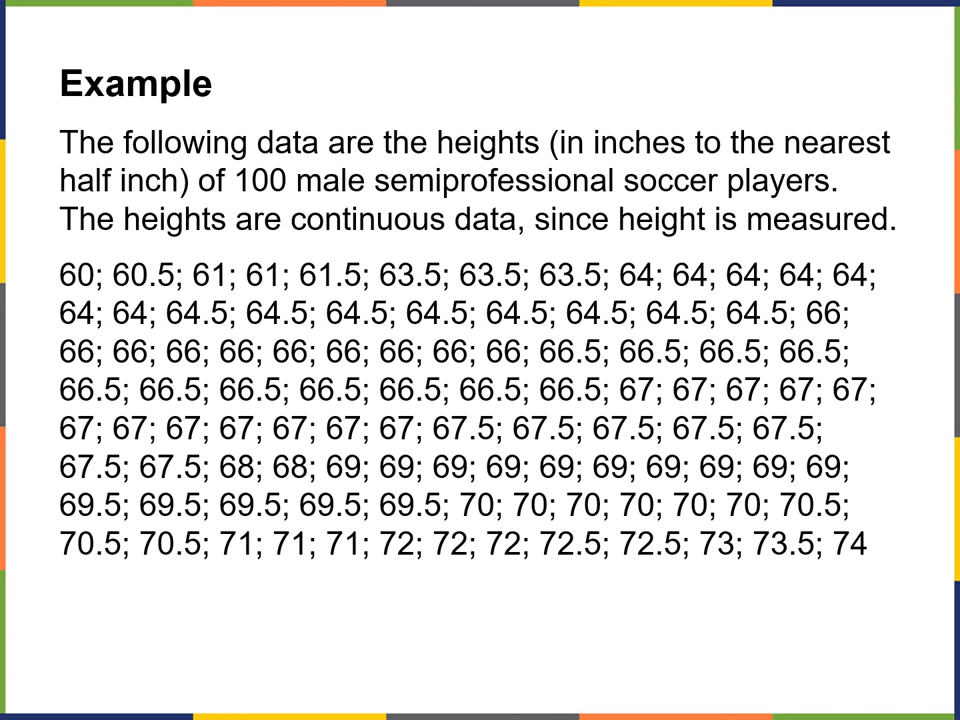 Example
The following data are the heights (in inches to the nearest
half inch) of 100 male semiprofessional soccer players.
The heights are continuous data, since height is measured.
60; 60.5; 61; 61; 61.5; 63.5; 63.5; 63.5; 64; 64; 64; 64; 64;
64; 64; 64.5; 64.5; 64.5; 64.5; 64.5; 64.5; 64.5; 64.5; 66;
66; 66; 66; 66; 66; 66; 66; 66; 66; 66.5; 66.5; 66.5; 66.5;
66.5; 66.5; 66.5; 66.5; 66.5; 66.5; 66.5; 67; 67; 67; 67; 67;
67; 67; 67; 67; 67; 67; 67; 67.5; 67.5; 67.5; 67.5; 67.5;
67.5; 67.5; 68; 68; 69; 69; 69; 69; 69; 69; 69; 69; 69; 69;
69.5; 69.5; 69.5; 69.5; 69.5; 70; 70; 70; 70; 70; 70; 70.5;
70.5; 70.5; 71; 71; 71; 72; 72; 72; 72.5; 72.5; 73; 73.5; 74